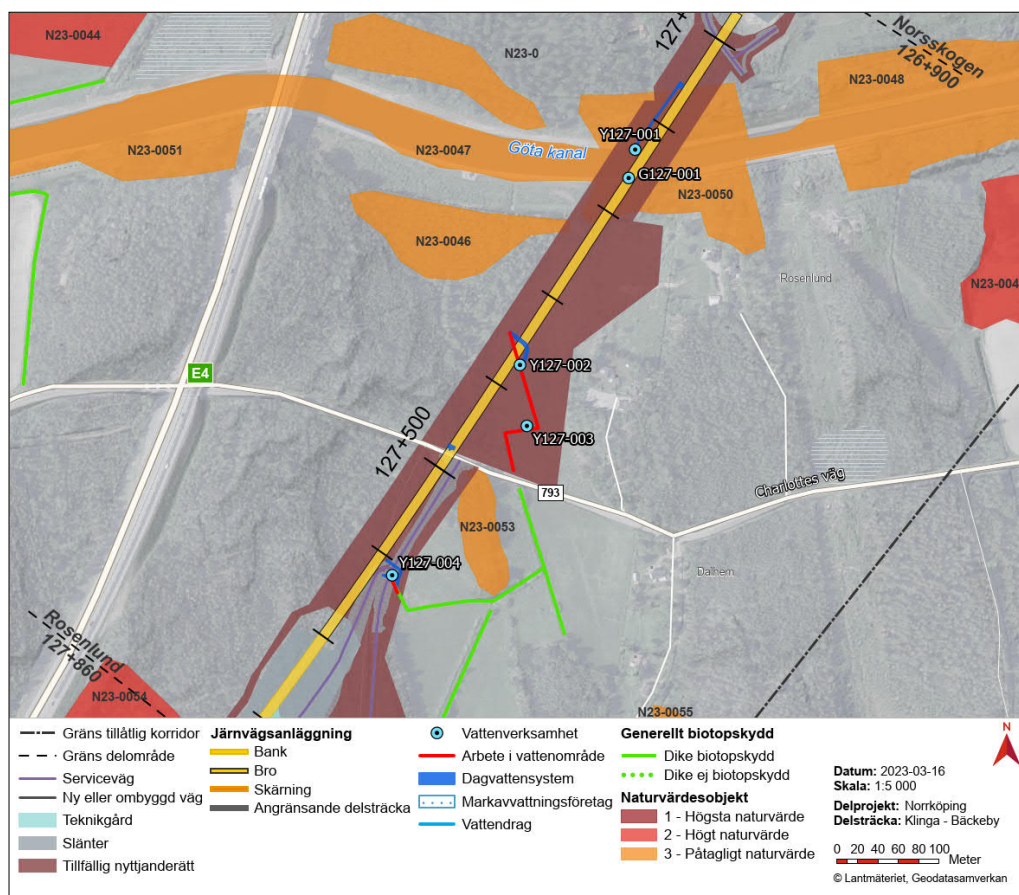 N23-0044
N23-0
127+
Norsskogen
126+900
N23-0048
N23-0051
N23-0047
Göta kanal
Y127-001
G127-001
N23-0050
N23-0046
N23-004
Rosenlund
E4
Y127-002
127+500
Y127-003
793
Charlottes väg
N23-0053
Y127-004
Dalhem
Rosenlund
127+860
N23-0054
N23-0055
Gräns tillåtlig korridor
Gräns delområde
Serviceväg
Ny eller ombyggd väg
Teknikgård
Slänter
Tillfällig nyttjanderätt
Järnvägsanläggning
Bank
Bro
Skärning
Angränsande delsträcka
Vattenverksamhet
Arbete i vattenområde
Dagvattensystem
Markavvattningsföretag
Vattendrag
Generellt biotopskydd
Dike biotopskydd
Dike ej biotopskydd
Naturvärdesobjekt
1 - Högsta naturvärde
2 - Högt naturvärde
3 - Påtagligt naturvärde
N
Datum: 2023-03-16
Skala: 1:5 000
Delprojekt: Norrköping
Delsträcka: Klinga - Bäckeby
0 20 40 60 80 100
Meter
© Lantmäteriet, Geodatasamverkan